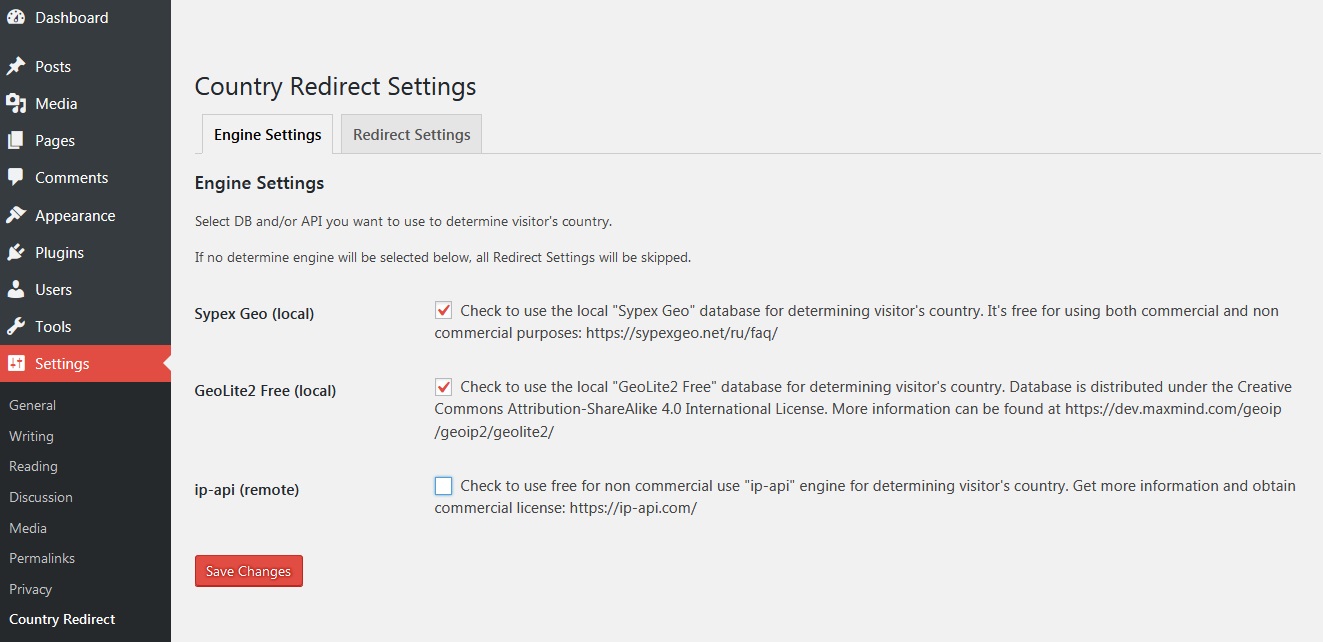 Dashboard
Posts
Media
Pages
Comments
Appearance
Plugins
Users
Tools
Settings
General
Writing
Reading
Discussion
Media
Permalinks
Privacy
Country Redirect
Country Redirect Settings
Engine Settings
Redirect Settings
Engine Settings
Select DB and/or API you want to use to determine visitor's country.
If no determine engine will be selected below, all Redirect Settings will be skipped.
Sypex Geo (local)
Check to use the local "Sypex Geo" database for determining visitor's country. It's free for using both commercial and non
commercial purposes: https://sypexgeo.net/ru/faq/
GeoLite2 Free (local)
Check to use the local "GeoLite2 Free" database for determining visitor's country. Database is distributed under the Creative
Commons Attribution-ShareAlike 4.0 International License. More information can be found at https://dev.maxmind.com/geoip
/geoip2/geolite2/
ip-api (remote)
Check to use free for non commercial use "ip-api" engine for determining visitor's country. Get more information and obtain
commercial license: https://ip-api.com/
Save Changes